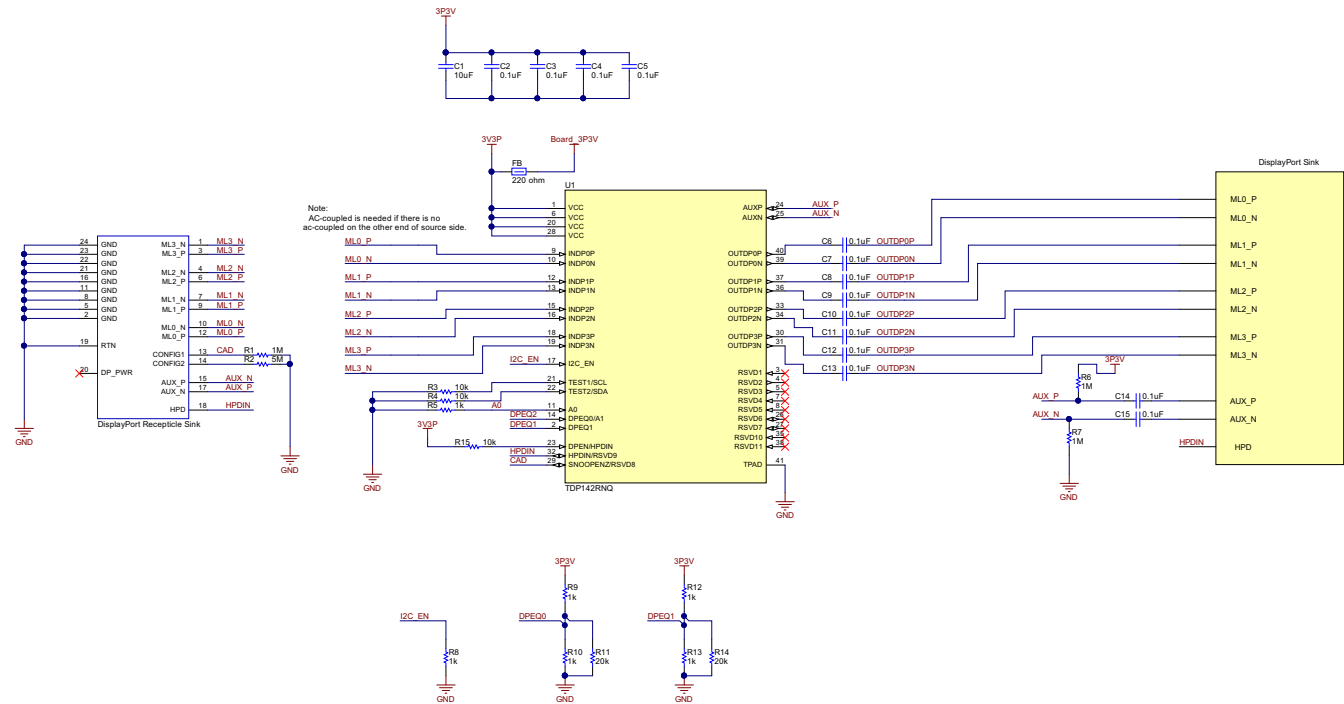 3P3V
C1
10uF
C2
0.1uF
C3
0.1uF
C4
0.1uF
C5
0.1uF
3V3P
Board_3P3V
FB
220 ohm
Note:
AC-coupled is needed if there is no
ac-coupled on the other end of source side.
24 GND
23 GND
22 GND
21 GND
16 GND
11 GND
8 GND
5 GND
2 GND
19 RTN
20 DP_PWR
ML3_N 1 ML3_N
ML3_P 3 ML3_P
ML2_N 4 ML2_N
ML2_P 6 ML2_P
ML1_N 7 ML1_N
ML1_P 9 ML1_P
ML0_N 10 ML0_N
ML0_P 12 ML0_P
CONFIG1 13 CAD R1 1M
CONFIG2 14 R2 5M
AUX_P 15 AUX_N
AUX_N 17 AUX_P
HPD 18 HPDIN
DisplayPort Recepticle Sink
GND
GND
U1
1 VCC
6 VCC
20 VCC
28 VCC
ML0_P 9 INDP0P
ML0_N 10 INDP0N
ML1_P 12 INDP1P
ML1_N 13 INDP1N
ML2_P 15 INDP2P
ML2_N 16 INDP2N
ML3_P 18 INDP3P
ML3_N 19 INDP3N
I2C_EN 17 I2C_EN
R3 10k 21 TEST1/SCL
R4 10k 22 TEST2/SDA
R5 1k A0 11 A0
DPEQ2 14 DPEQ0/A1
DPEQ1 2 DPEQ1
3V3P
R15 10k 23 DPEN/HPDIN
HPDIN 32 HPDIN/RSVD9
CAD 29 SNOOPENZ/RSVD8
GND
TDP142RNQ
AUXP 24 AUX_P
AUXN 25 AUX_N
OUTDP0P 40 C6 0.1uF OUTDP0P
OUTDP0N 39 C7 0.1uF OUTDP0N
OUTDP1P 37 C8 0.1uF OUTDP1P
OUTDP1N 36 C9 0.1uF OUTDP1N
OUTDP2P 33 C10 0.1uF OUTDP2P
OUTDP2N 34 C11 0.1uF OUTDP2N
OUTDP3P 30 C12 0.1uF OUTDP3P
OUTDP3N 31 C13 0.1uF OUTDP3N
RSVD1 3
RSVD2 4
RSVD3 5
RSVD4 7
RSVD5 8
RSVD6 26
RSVD7 27
RSVD10 35
RSVD11 38
TPAD 41
GND
DisplayPort Sink
ML0_P
ML0_N
ML1_P
ML1_N
ML2_P
ML2_N
ML3_P
ML3_N
3P3V
R6
1M
AUX_P C14 0.1uF AUX_P
AUX_N C15 0.1uF AUX_N
R7
1M
HPDIN HPD
GND
I2C_EN
R8
1k
GND
3P3V
R9
1k
DPEQ0
R10
1k
R11
20k
GND
3P3V
R12
1k
DPEQ1
R13
1k
R14
20k
GND